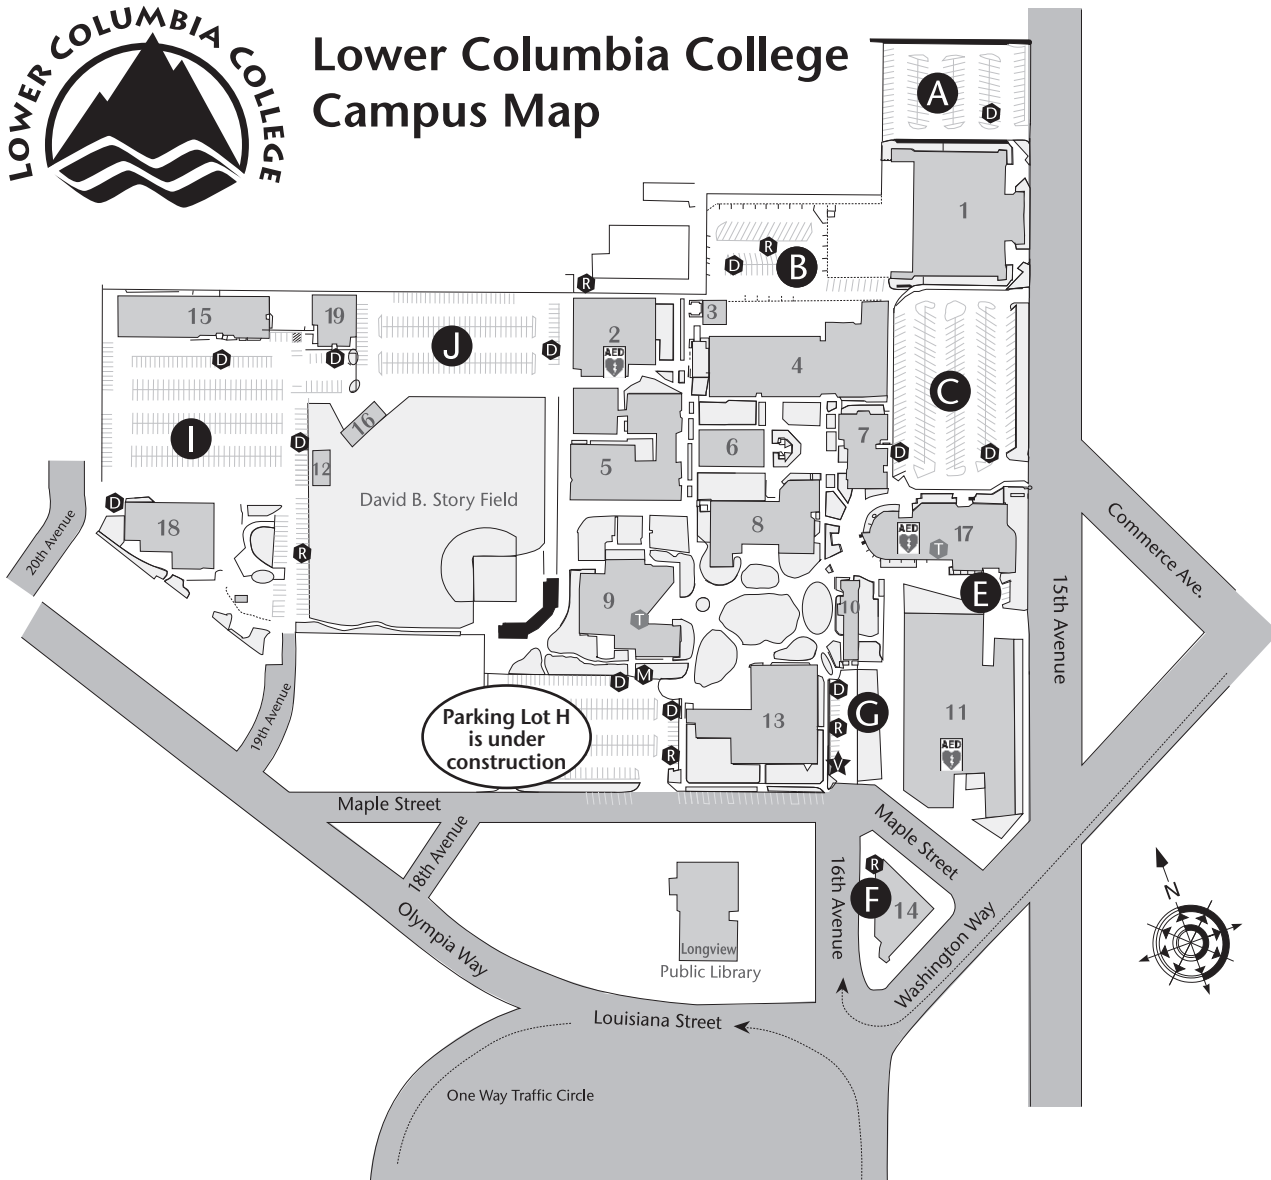 LOWER COLUMBIA COLLEGE
Lower Columbia College
Campus Map
A
D
1
R
D
B
R
15
19
J
2
AED
3
4
D
D
D
C
I
16
D
12
5
6
7
D
D
David B. Story Field
D
18
20th Avenue
R
8
AED
T
17
Commerce Ave.
9
T
10
E
15th Avenue
19th Avenue
D
M
D
R
Parking Lot H
is under
construction
13
D
R
V
G
11
AED
Maple Street
18th Avenue
Maple Street
16th Avenue
R
F
14
N
Olympia Way
Longview
Public Library
Washington Way
Louisiana Street
One Way Traffic Circle